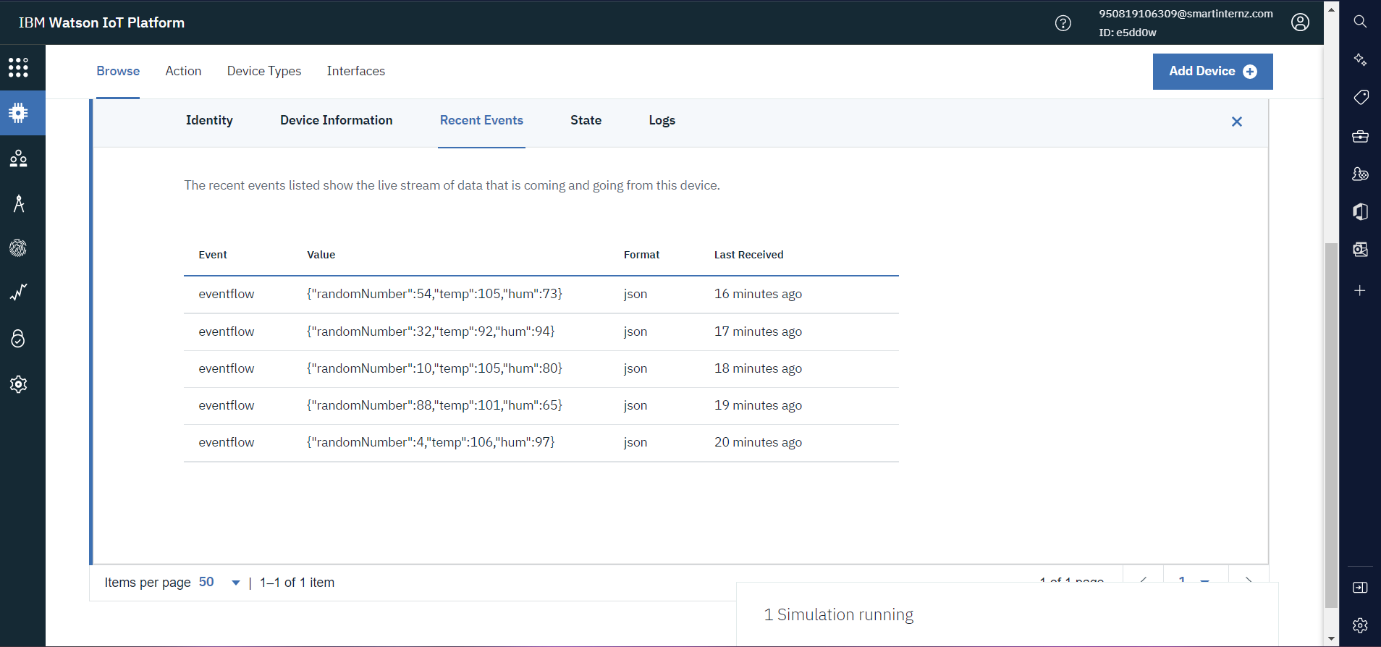 IBM Watson IoT Platform
950819106309@smartinternz.com
ID: e5dd0w
Browse Action Device Types Interfaces
Add Device
Identity Device Information Recent Events State Logs
The recent events listed show the live stream of data that is coming and going from this device.
Event Value Format Last Received
eventflow {"randomNumber":54,"temp":105,"hum":73} json 16 minutes ago
eventflow {"randomNumber":32,"temp":92,"hum":94} json 17 minutes ago
eventflow {"randomNumber":10,"temp":105,"hum":80} json 18 minutes ago
eventflow {"randomNumber":88,"temp":101,"hum":65} json 19 minutes ago
eventflow {"randomNumber":4,"temp":106,"hum":97} json 20 minutes ago
Items per page 50 | 1–1 of 1 item 1 of 1 page 1
1 Simulation running